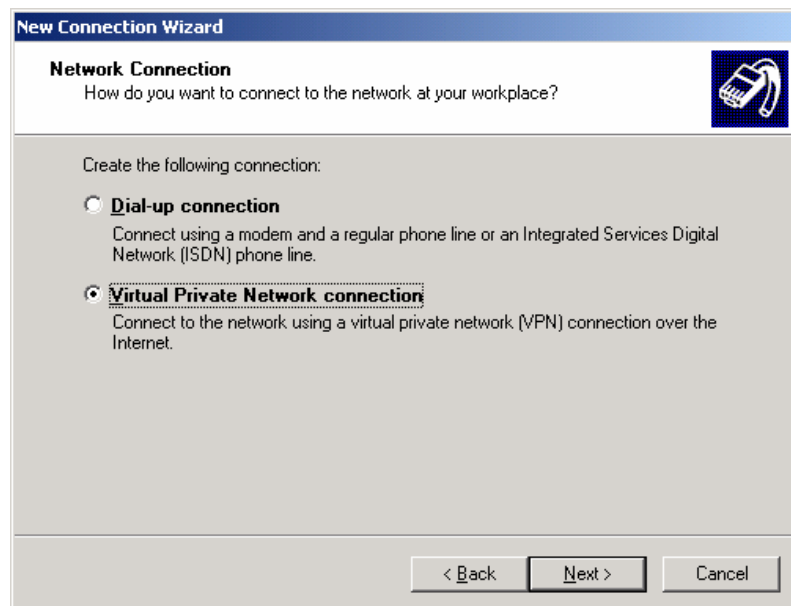 New Connection Wizard
Network Connection
How do you want to connect to the network at your workplace?
Create the following connection:
Dial-up connection
Connect using a modem and a regular phone line or an Integrated Services Digital
Network (ISDN) phone line.
Virtual Private Network connection
Connect to the network using a virtual private network (VPN) connection over the
Internet.
< Back Next > Cancel